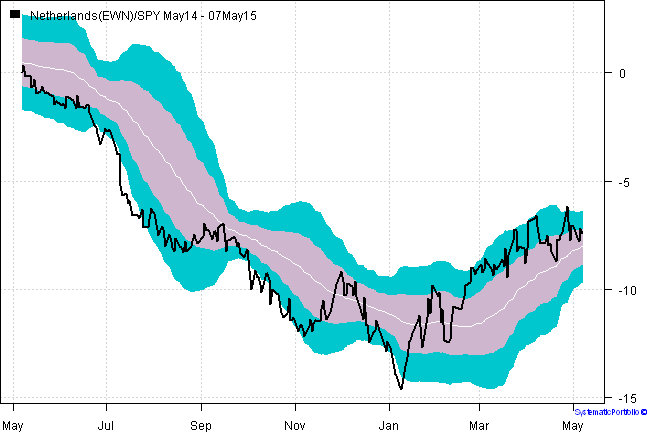 Netherlands(EWN)/SPY May14 - 07May15
0
-5
-10
-15
SystematicPortfolio ©
May Jul Sep Nov Jan Mar May